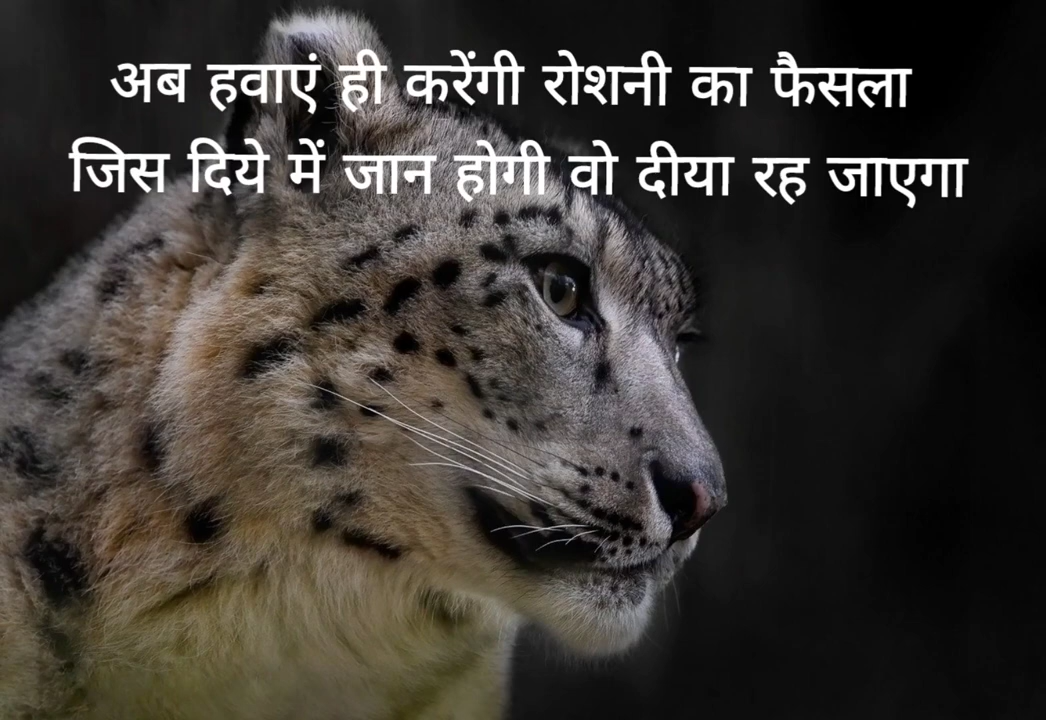 अब हवाएं ही करेंगी रोशनी का फैसला
जिस दिये में जान होगी वो दीया रह जाएगा